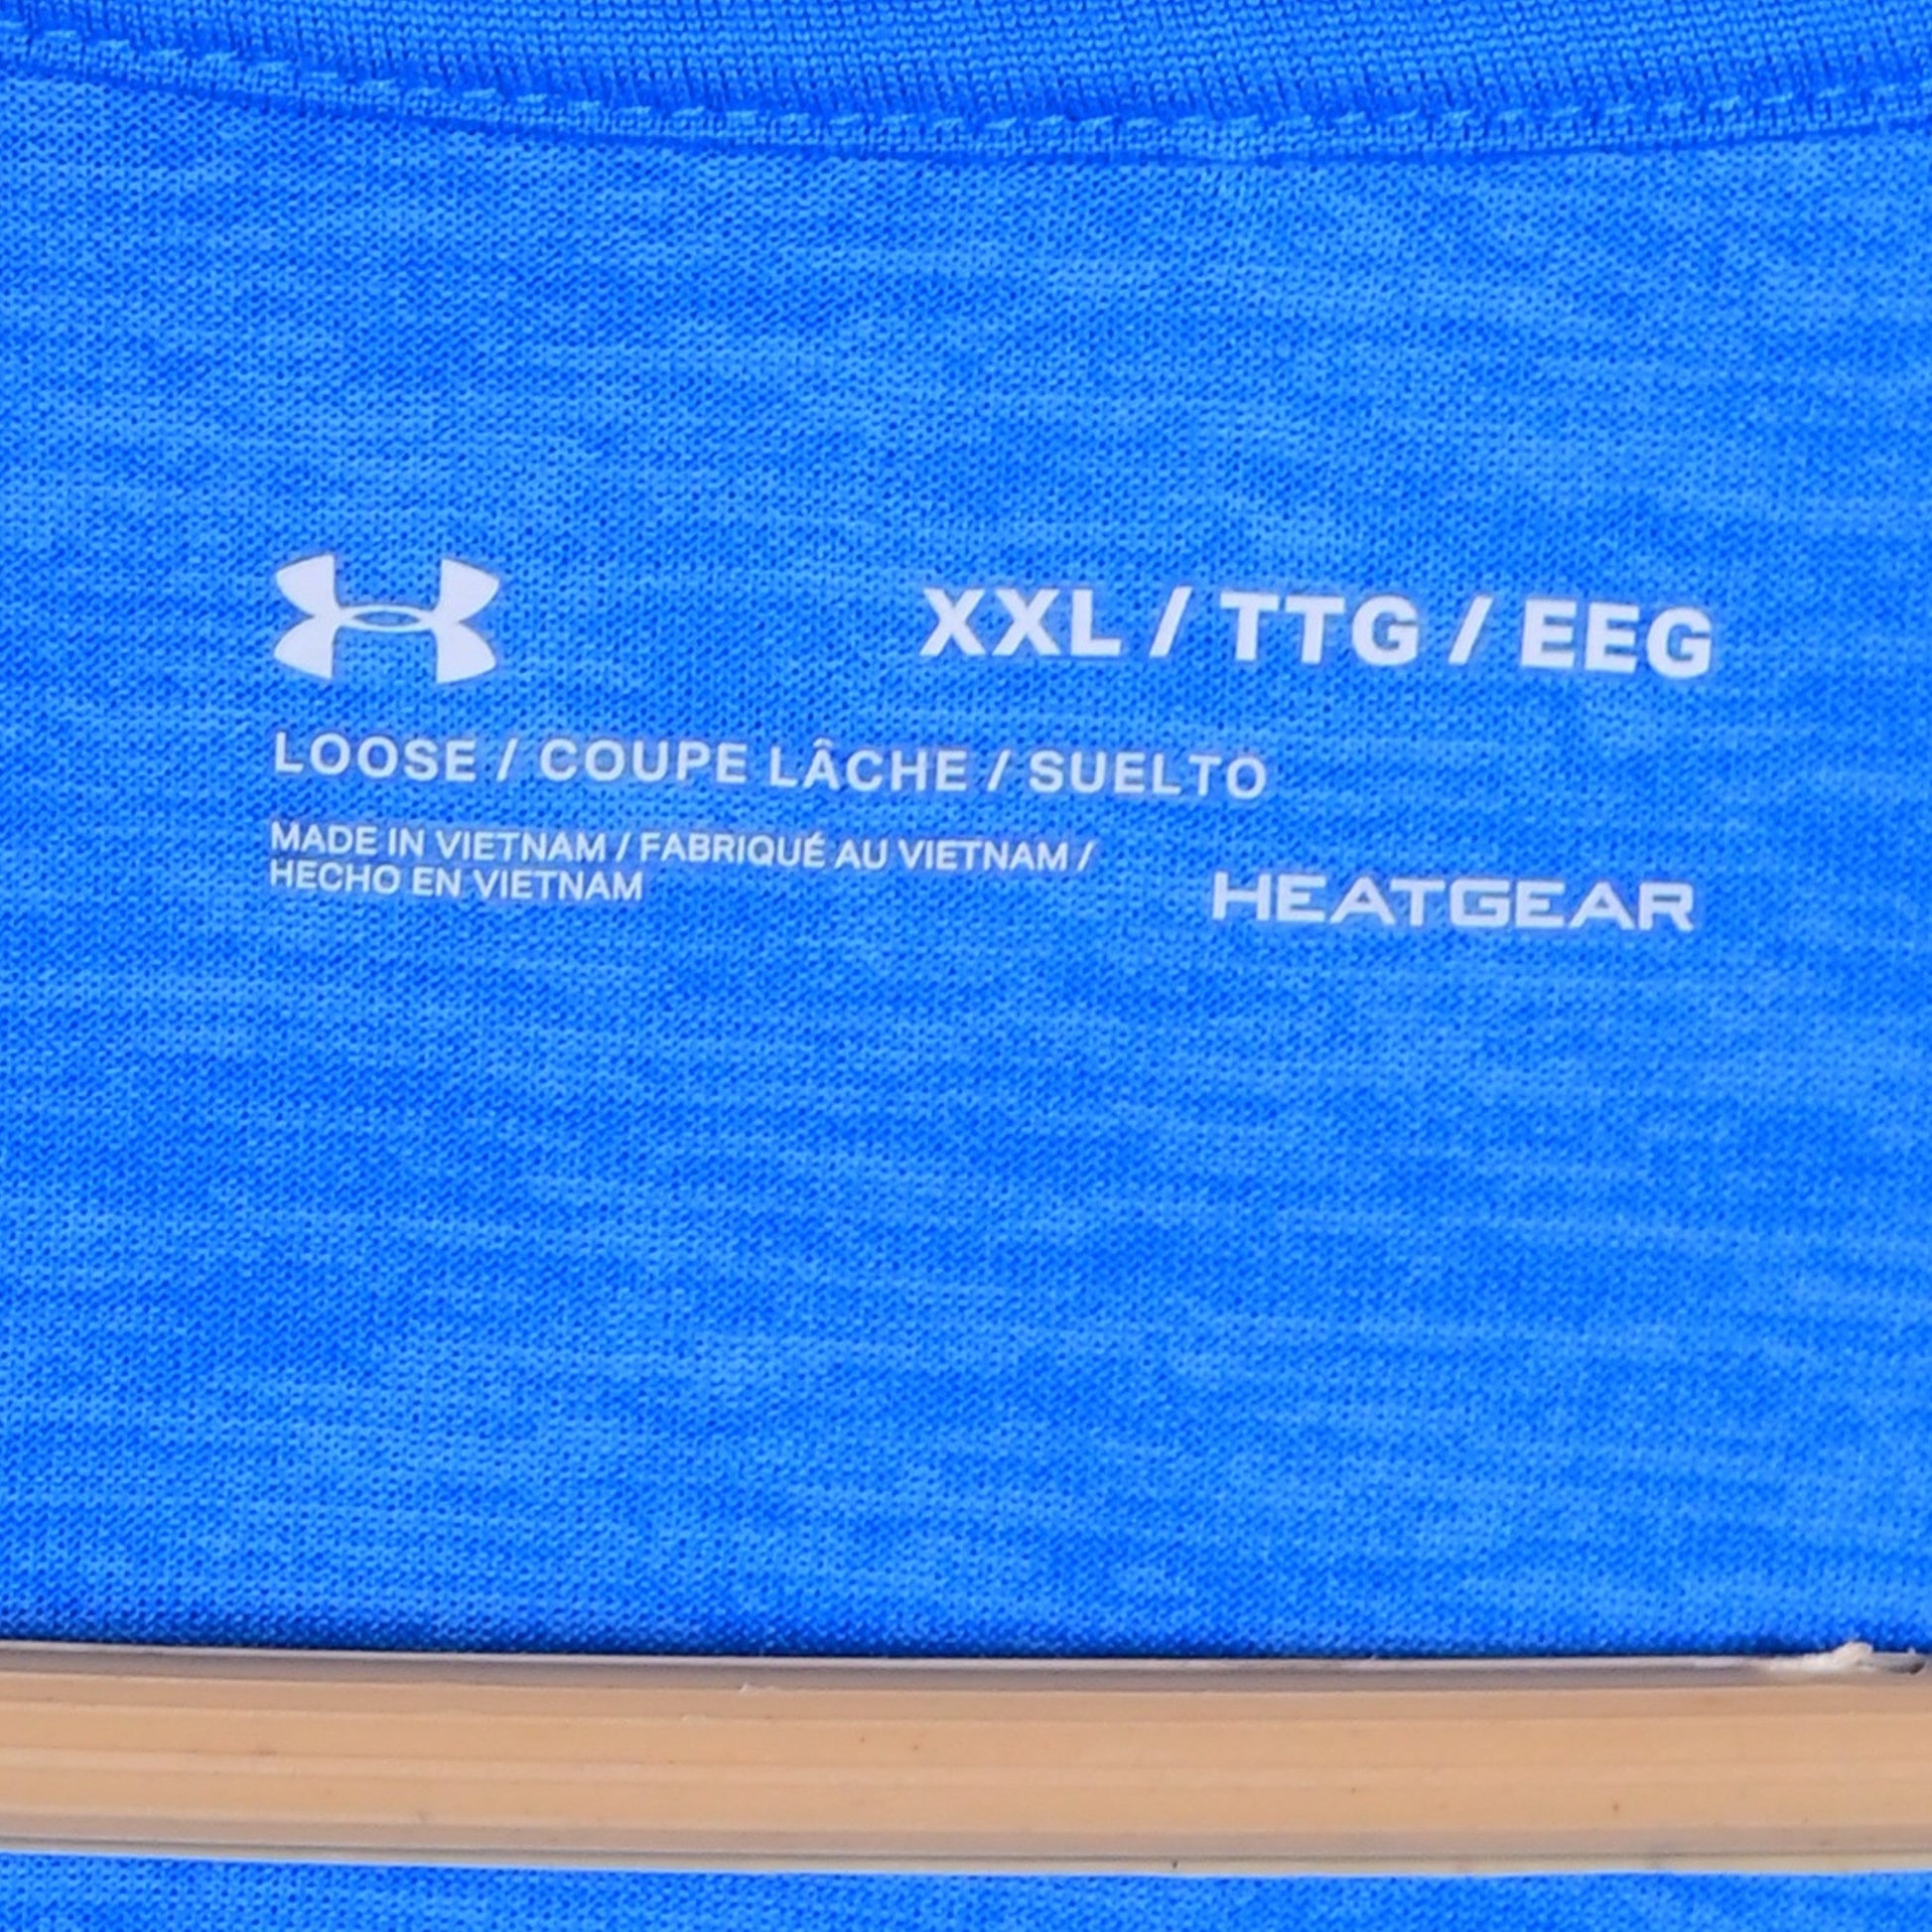 XXL / TTG / EEG
LOOSE / COUPE LÂCHE / SUELTO
MADE IN VIETNAM / FABRIQUÉ AU VIETNAM /
HECHO EN VIETNAM
HEATGEAR